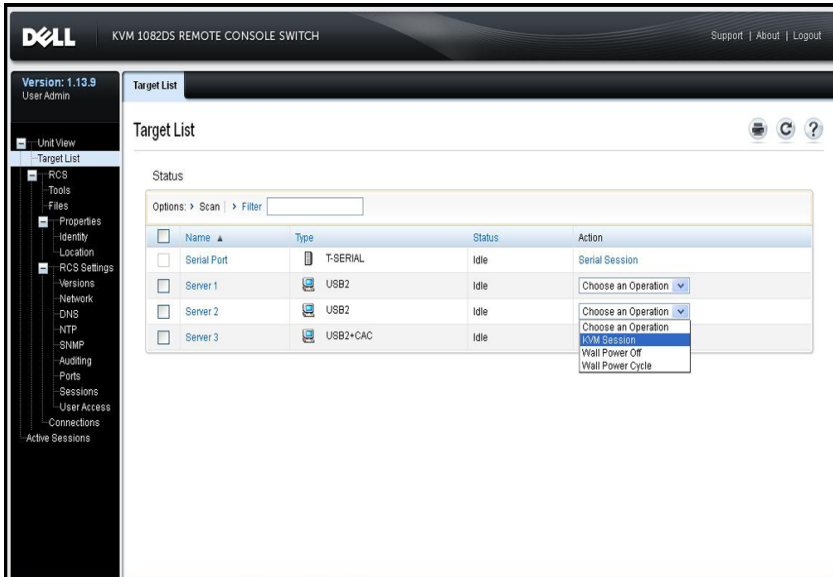 DELL
KVM 1082DS REMOTE CONSOLE SWITCH
Support | About | Logout
Version: 1.13.9
User Admin
Unit View
Target List
RCS
Tools
Files
Properties
Identity
Location
RCS Settings
Versions
Network
DNS
NTP
SNMP
Auditing
Ports
Sessions
User Access
Connections
Active Sessions
Target List
Target List
?
Status
Options: > Scan | > Filter
Name ▲ Type Status Action
Serial Port T-SERIAL Idle Serial Session
Server 1 USB2 Idle Choose an Operation
Server 2 USB2 Idle Choose an Operation
Server 3 USB2+CAC Idle
Choose an Operation
KVM Session
Wall Power Off
Wall Power Cycle